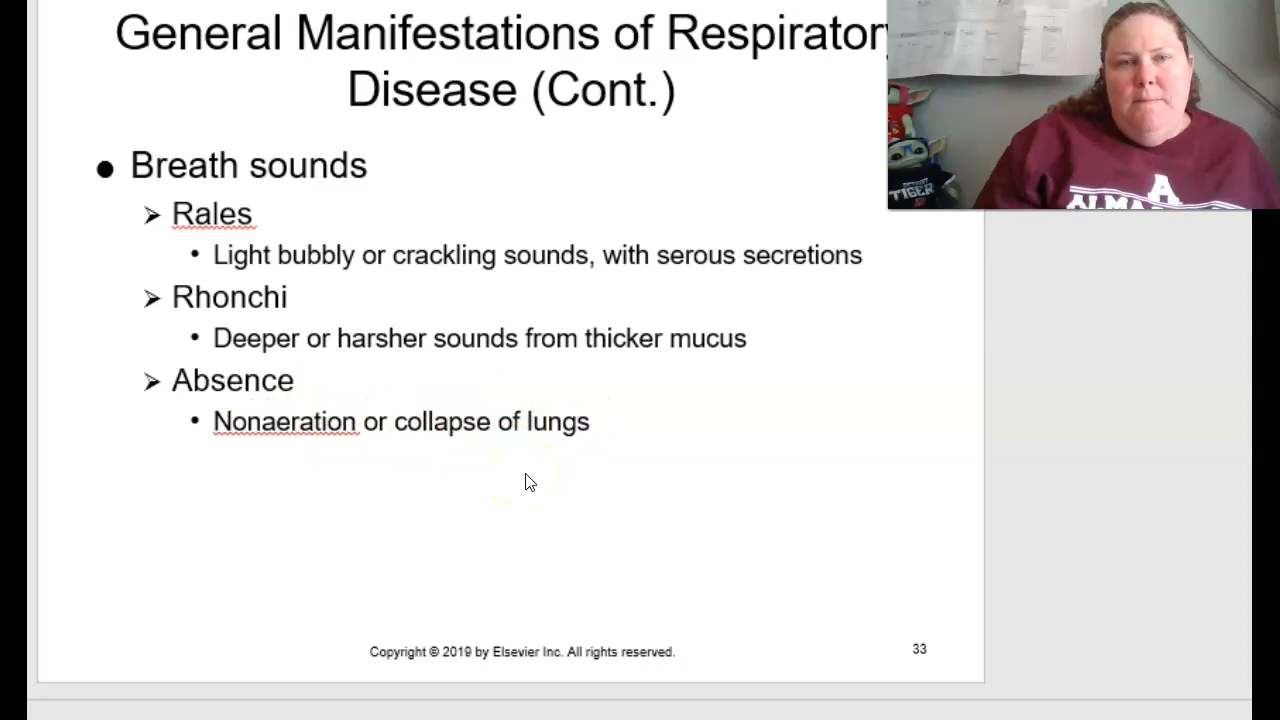 General Manifestations of Respiratory
Disease (Cont.)
Breath sounds
Rales
Light bubbly or crackling sounds, with serous secretions
Rhonchi
Deeper or harsher sounds from thicker mucus
Absence
Nonaeration or collapse of lungs
Copyright © 2019 by Elsevier Inc. All rights reserved.
33
A
TIGER